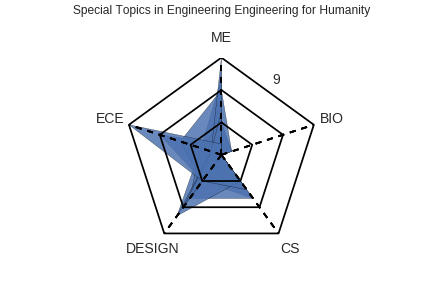 Special Topics in Engineering Engineering for Humanity
ME
9
ECE
BIO
DESIGN
CS